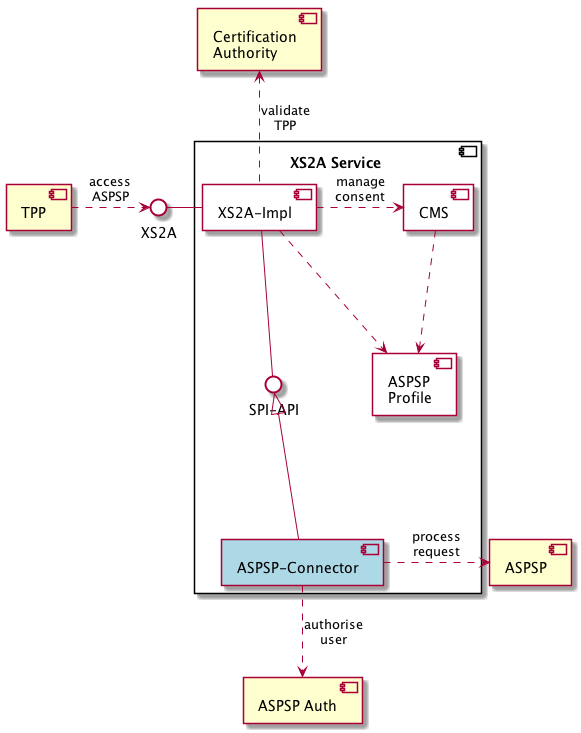 Certification
Authority
validate
TPP
XS2A Service
TPP
access
ASPSP
XS2A
XS2A-Impl
manage
consent
CMS
ASPSP
Profile
SPI-API
ASPSP-Connector
process
request
ASPSP
authorise
user
ASPSP Auth